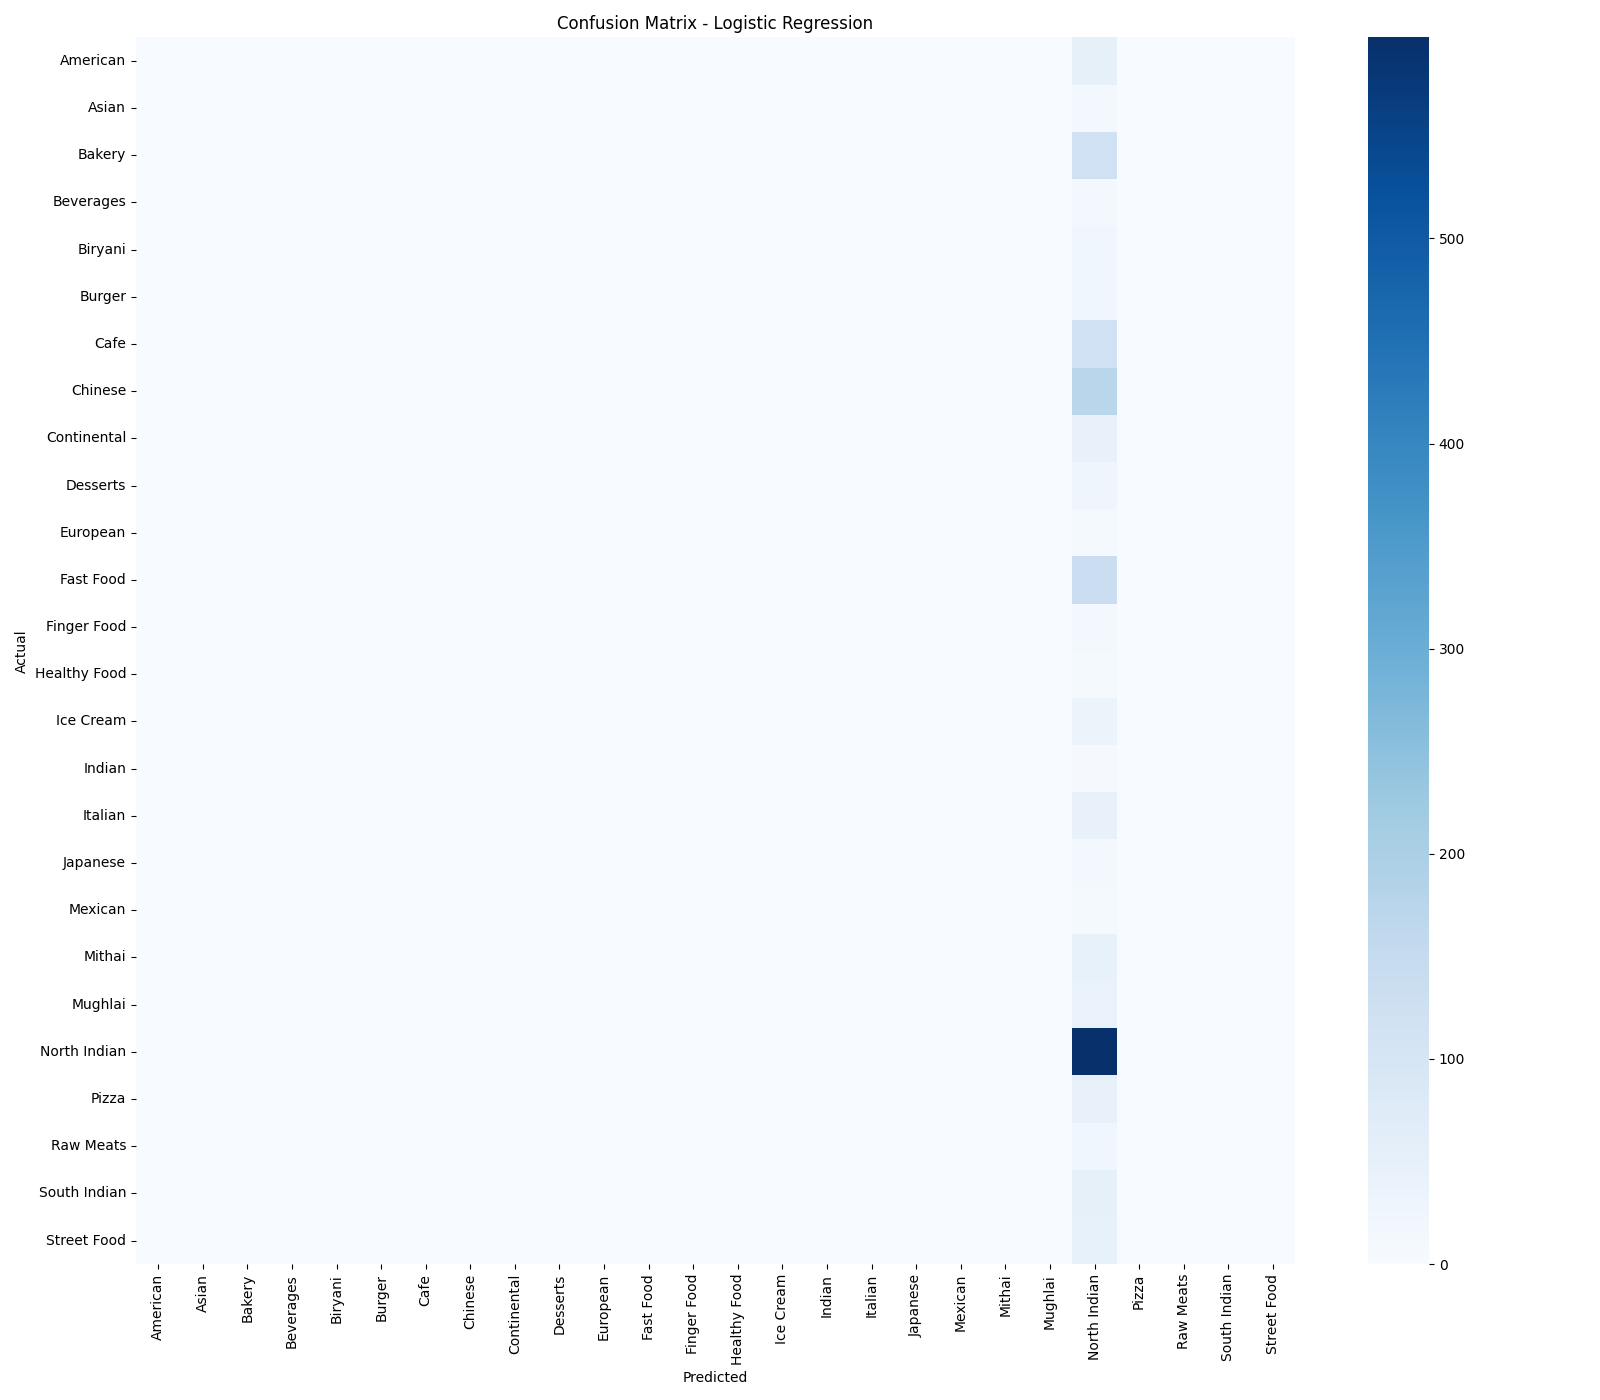 Confusion Matrix - Logistic Regression
Actual
American
Asian
Bakery
Beverages
Biryani
Burger
Cafe
Chinese
Continental
Desserts
European
Fast Food
Finger Food
Healthy Food
Ice Cream
Indian
Italian
Japanese
Mexican
Mithai
Mughlai
North Indian
Pizza
Raw Meats
South Indian
Street Food
American
Asian
Bakery
Beverages
Biryani
Burger
Cafe
Chinese
Continental
Desserts
European
Fast Food
Finger Food
Healthy Food
Ice Cream
Indian
Italian
Japanese
Mexican
Mithai
Mughlai
North Indian
Pizza
Raw Meats
South Indian
Street Food
Predicted
500
400
300
200
100
0